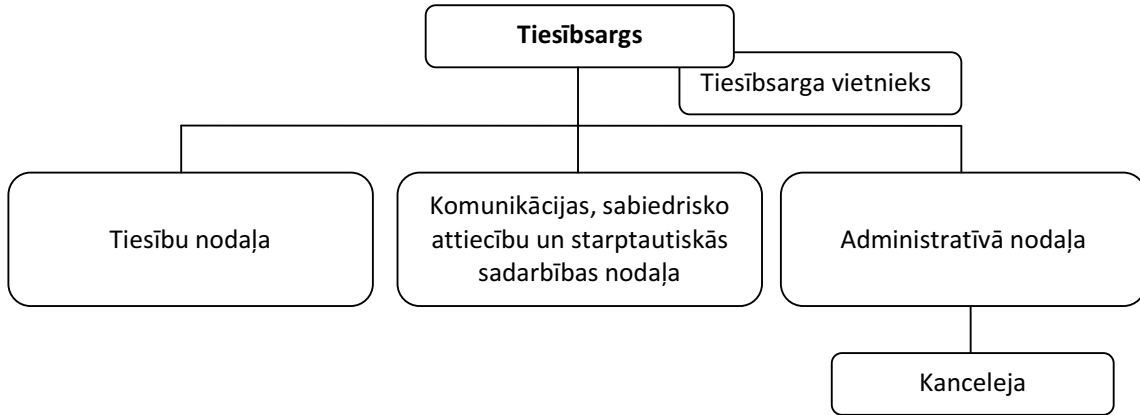 Tiesībsargs
Tiesībsarga vietnieks
Tiesību nodaļa
Komunikācijas, sabiedrisko
attiecību un starptautiskās
sadarbības nodaļa
Administratīvā nodaļa
Kanceleja